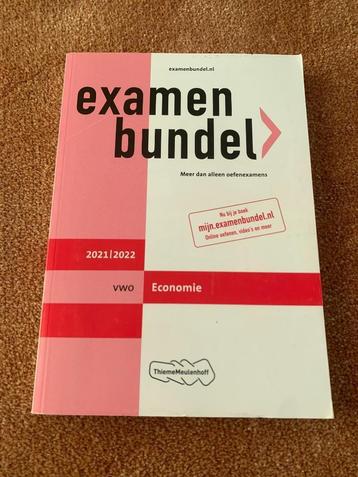 examenbundel.nl
examen
bundel
Meer dan alleen oefenexamens
Nu bij je boek
mijn.examenbundel.nl
Online oefenen, video's en meer
2021|2022
vwo Economie
ThiemeMeulenhoff